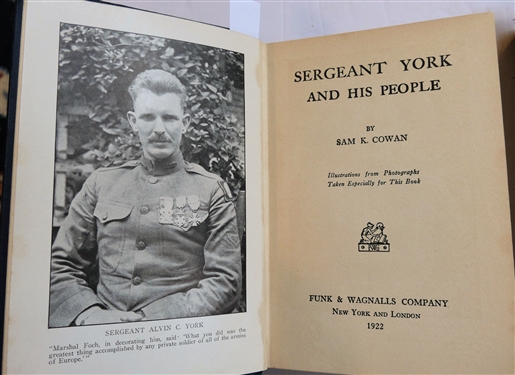 SERGEANT ALVIN C. YORK
"Marshal Foch, in decorating him, said: "What you did was the
greatest thing accomplished by any private soldier of all of the armies
of Europe.'"
SERGEANT YORK
AND HIS PEOPLE
BY
SAM K. COWAN
Illustrations from Photographs
Taken Especially for This Book
FUNK & WAGNALLS COMPANY
NEW YORK AND LONDON
1922